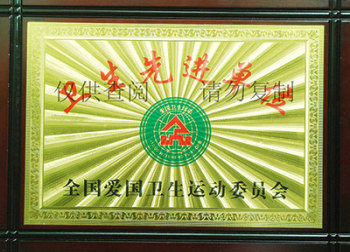 卫生先进单位
仅供查阅 请勿复制
全国爱国卫生运动委员会